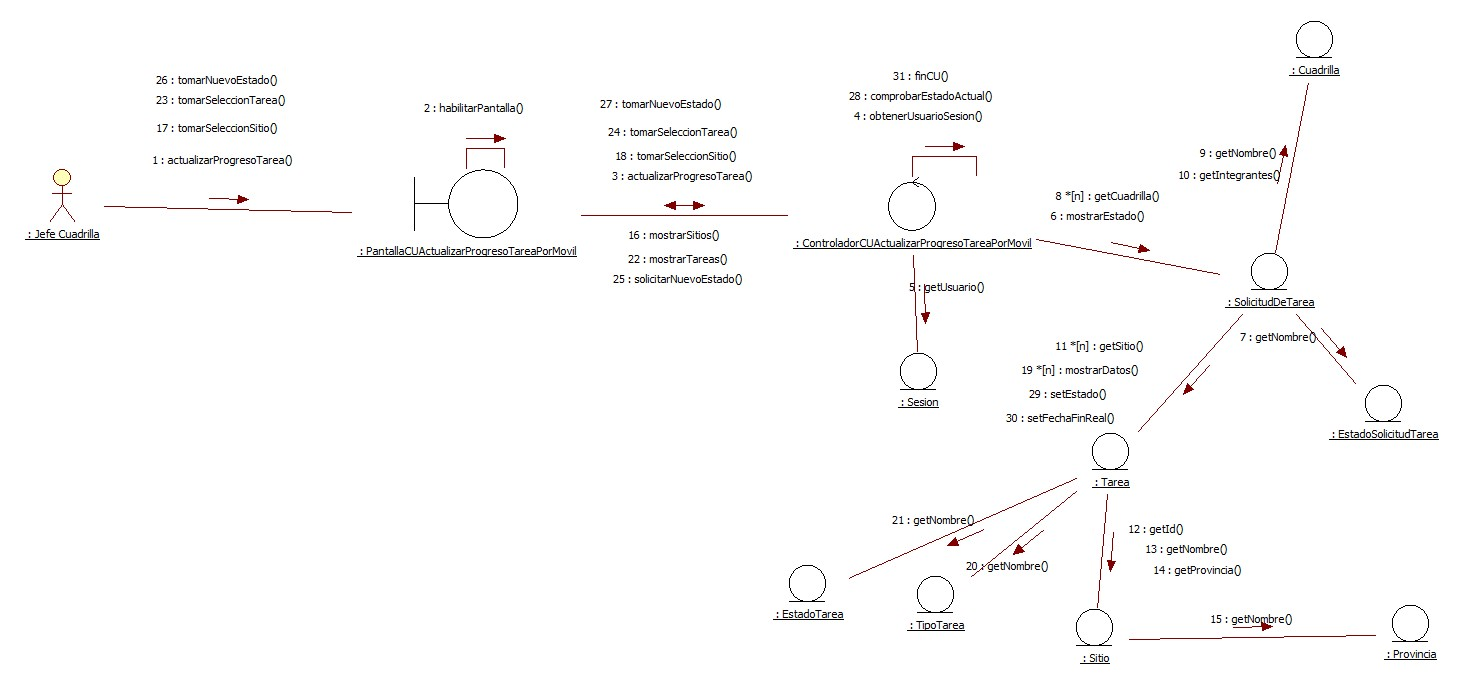 26 : tomarNuevoEstado()
23 : tomarSeleccionTarea()
17 : tomarSeleccionSitio()
1 : actualizarProgresoTarea()
: Jefe Cuadrilla
2 : habilitarPantalla()
: PantallaCUActualizarProgresoTareaPorMovil
27 : tomarNuevoEstado()
24 : tomarSeleccionTarea()
18 : tomarSeleccionSitio()
3 : actualizarProgresoTarea()
16 : mostrarSitios()
22 : mostrarTareas()
25 : solicitarNuevoEstado()
31 : finCU()
28 : comprobarEstadoActual()
4 : obtenerUsuarioSesion()
: ControladorCUActualizarProgresoTareaPorMovil
5 : getUsuario()
: Sesion
8 *[n] : getCuadrilla()
6 : mostrarEstado()
: Cuadrilla
9 : getNombre()
10 : getIntegrantes()
: SolicitudDeTarea
7 : getNombre()
: EstadoSolicitudTarea
11 *[n] : getSitio()
19 *[n] : mostrarDatos()
29 : setEstado()
30 : setFechaFinReal()
: Tarea
21 : getNombre()
: EstadoTarea
20 : getNombre()
: TipoTarea
12 : getId()
13 : getNombre()
14 : getProvincia()
: Sitio
15 : getNombre()
: Provincia